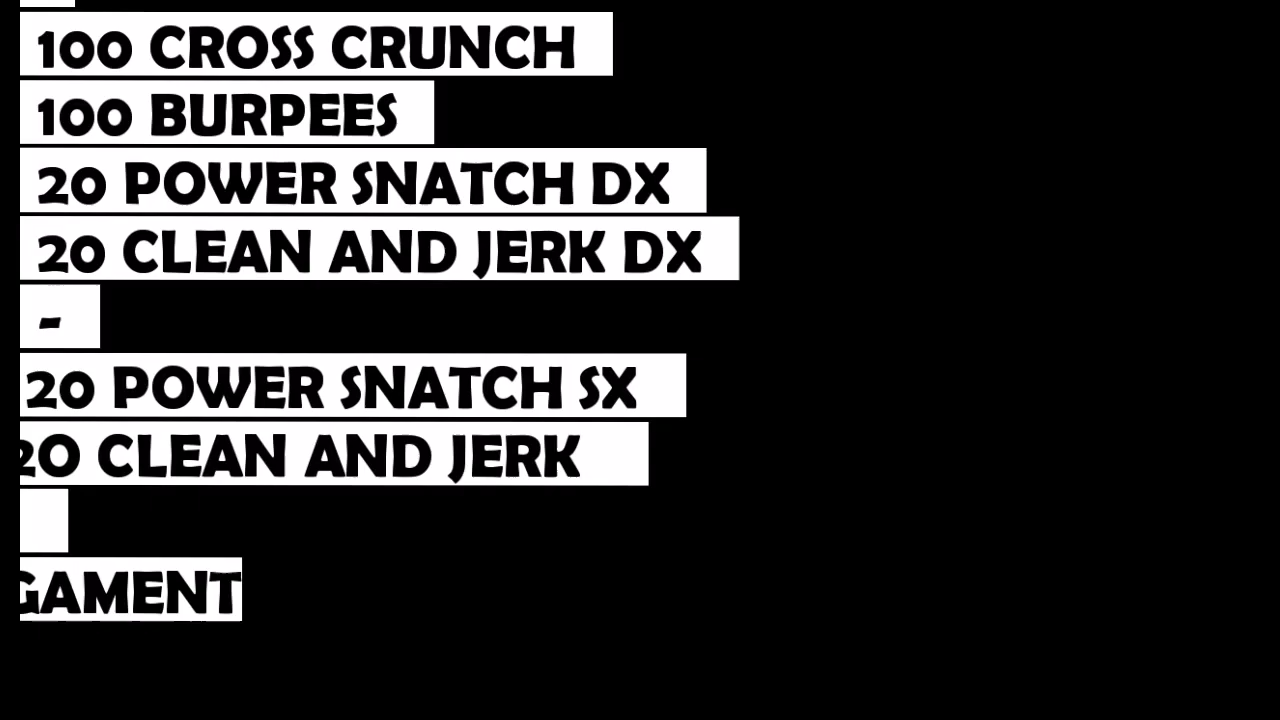 100 CROSS CRUNCH
100 BURPEES
20 POWER SNATCH DX
20 CLEAN AND JERK DX
-
20 POWER SNATCH SX
20 CLEAN AND JERK
GAMENT